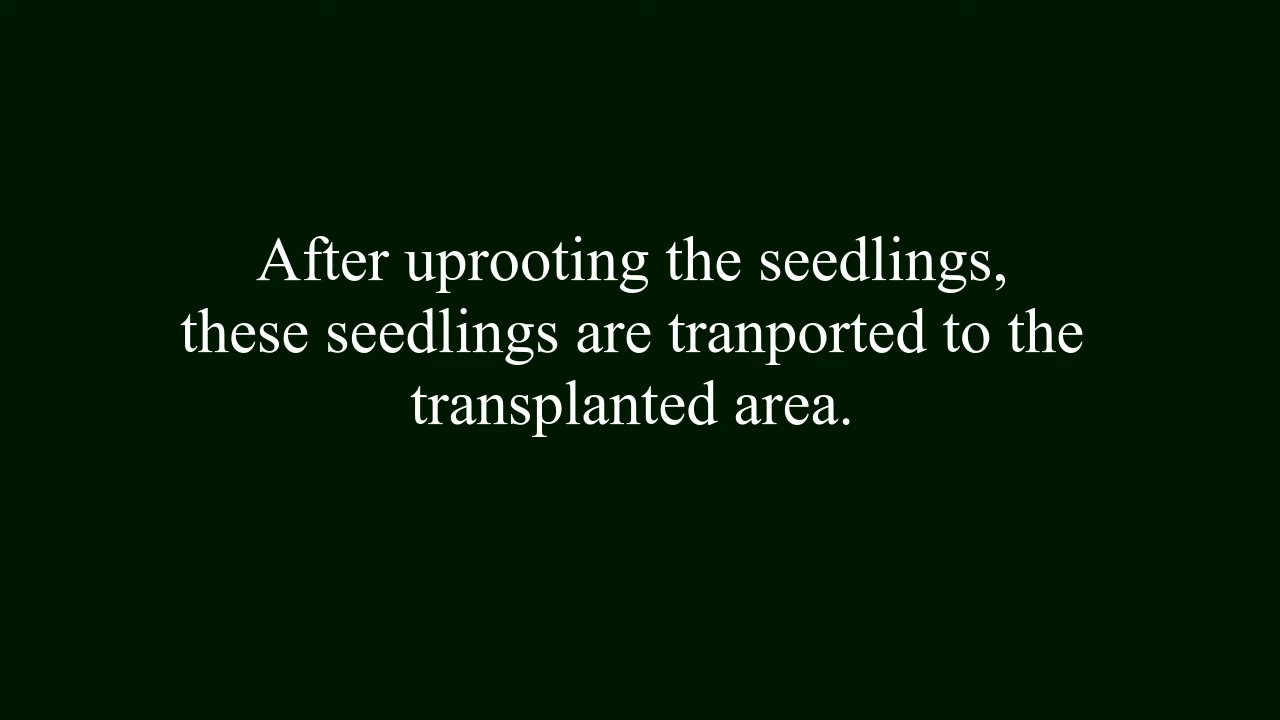 After uprooting the seedlings,
these seedlings are tranported to the
transplanted area.